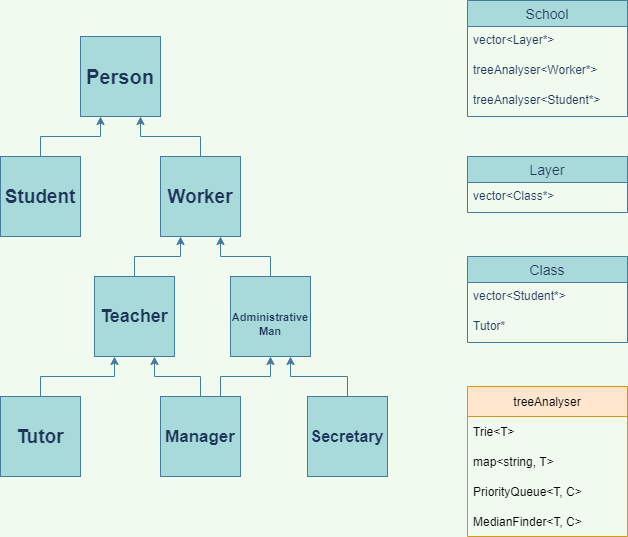 Person
Student
Worker
Teacher
Administrative
Man
Tutor
Manager
Secretary
School
vector<Layer*>
treeAnalyser<Worker*>
treeAnalyser<Student*>
Layer
vector<Class*>
Class
vector<Student*>
Tutor*
treeAnalyser
Trie<T>
map<string, T>
PriorityQueue<T, C>
MedianFinder<T, C>